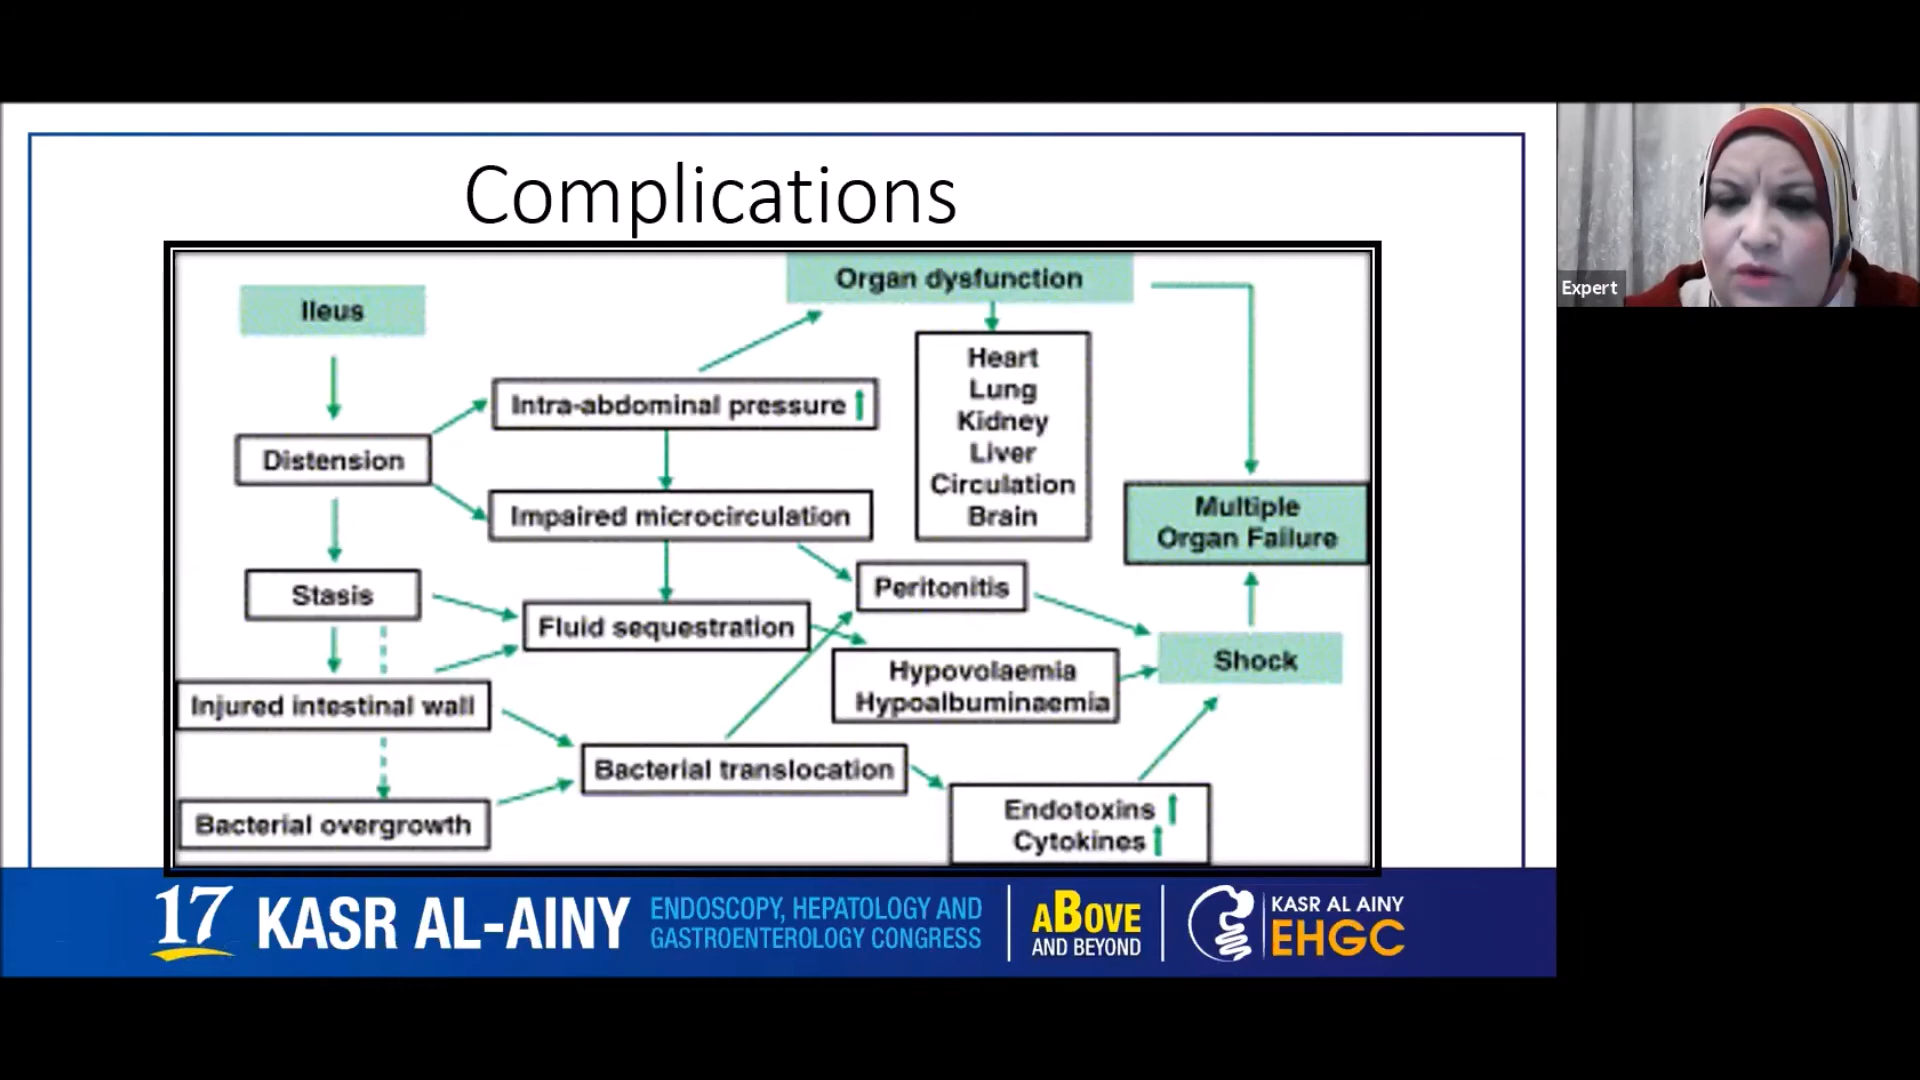 Complications
Ileus
Organ dysfunction
Heart
Lung
Kidney
Liver
Circulation
Brain
Intra-abdominal pressure
Distension
Impaired microcirculation
Multiple
Organ Failure
Peritonitis
Stasis
Fluid sequestration
Hypovolaemia
Hypoalbuminaemia
Shock
Injured intestinal wall
Bacterial translocation
Bacterial overgrowth
Endotoxins
Cytokines
Expert
17 KASR AL-AINY
ENDOSCOPY, HEPATOLOGY AND
GASTROENTEROLOGY CONGRESS
ABOVE
AND BEYOND
KASR AL AINY
EHGC